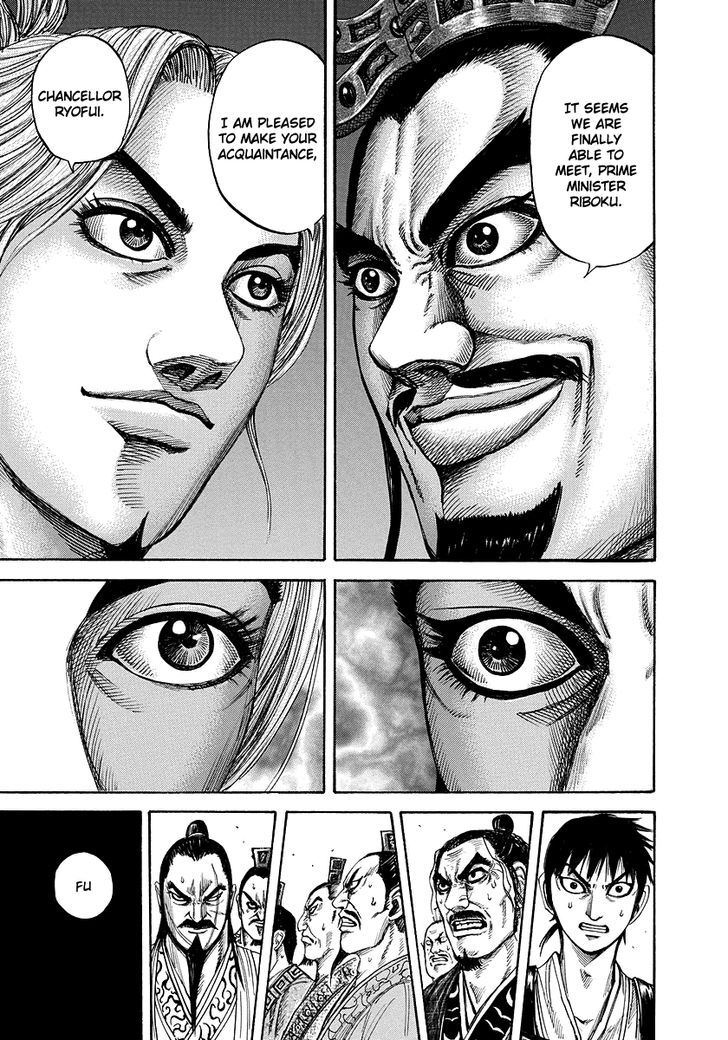 IT SEEMS
WE ARE
FINALLY
ABLE TO
MEET, PRIME
MINISTER
RIBOKU.
I AM PLEASED
TO MAKE YOUR
ACQUAINTANCE,
CHANCELLOR
RYOFUI.
FU